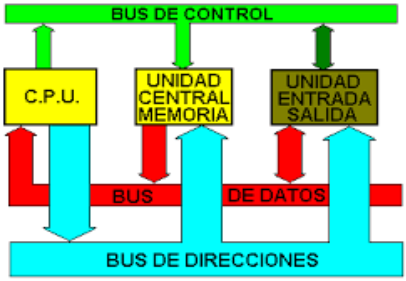 BUS DE CONTROL
C.P.U.
UNIDAD
CENTRAL
MEMORIA
UNIDAD
ENTRADA
SALIDA
BUS DE DATOS
BUS DE DIRECCIONES